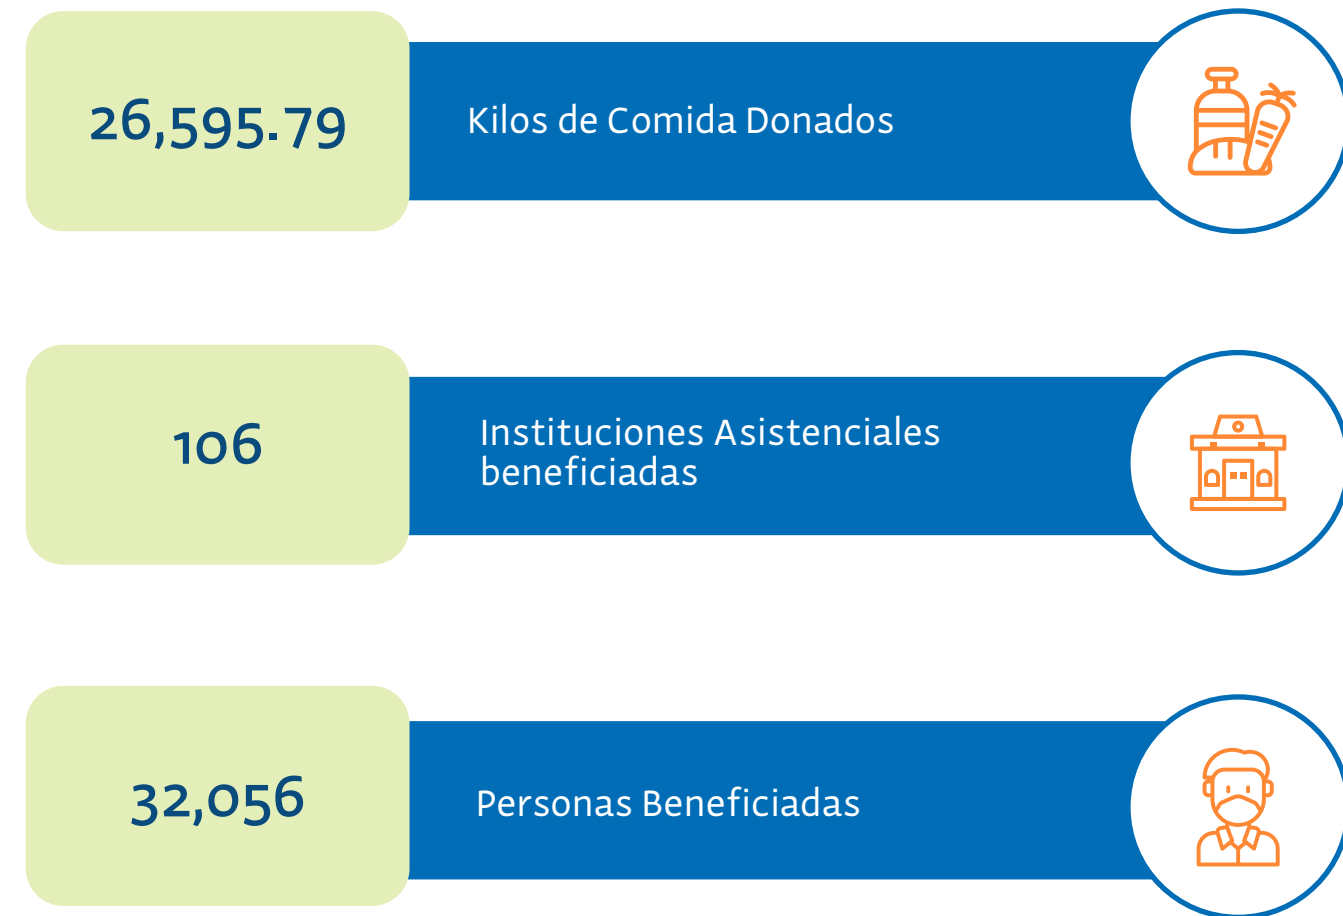 26,595.79
Kilos de Comida Donados
106
Instituciones Asistenciales
beneficiadas
32,056
Personas Beneficiadas